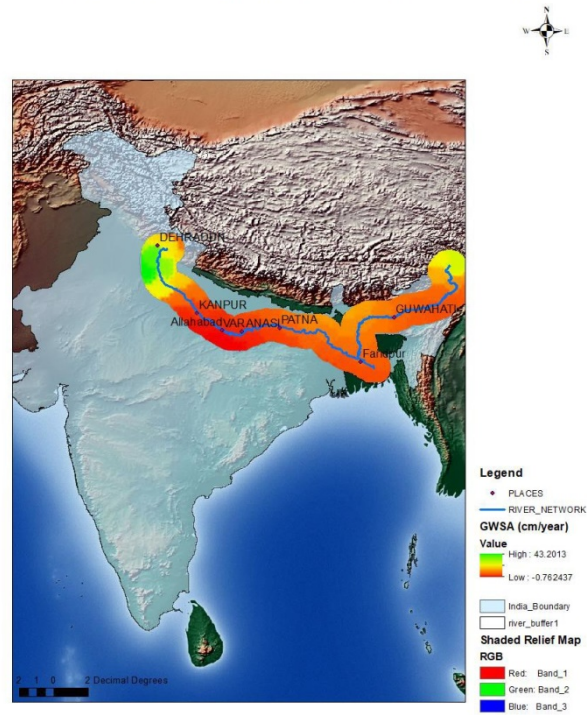 N
W E
S
DEHRADUN
KANPUR
Allahabad VARANASI PATNA
GUWAHATI
Faridpur
Legend
PLACES
RIVER_NETWORK
GWSA (cm/year)
Value
High : 43.2013
Low : -0.762437
India_Boundary
river_buffer1
Shaded Relief Map
RGB
Red: Band_1
Green: Band_2
Blue: Band_3
2 1 0 2 Decimal Degrees